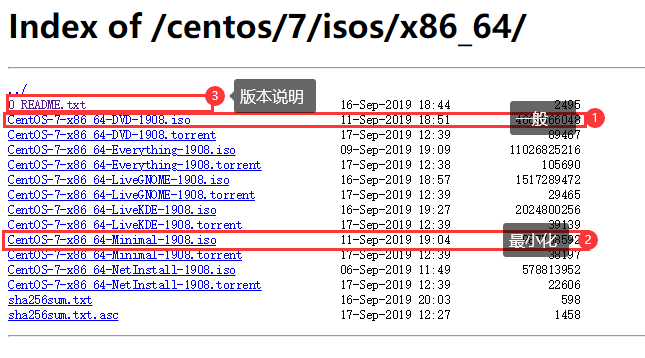 Index of /centos/7/isos/x86_64/
../
0_README.txt 16-Sep-2019 18:44 2495
③ 版本说明
CentOS-7-x86_64-DVD-1908.iso 11-Sep-2019 18:51
一般 ①
CentOS-7-x86_64-DVD-1908.torrent 17-Sep-2019 12:39 89467
CentOS-7-x86_64-Everything-1908.iso 09-Sep-2019 19:09 11026825216
CentOS-7-x86_64-Everything-1908.torrent 17-Sep-2019 12:38 105690
CentOS-7-x86_64-LiveGNOME-1908.iso 16-Sep-2019 18:57 1517289472
CentOS-7-x86_64-LiveGNOME-1908.torrent 17-Sep-2019 12:39 29465
CentOS-7-x86_64-LiveKDE-1908.iso 16-Sep-2019 19:27 2024800256
CentOS-7-x86_64-LiveKDE-1908.torrent 17-Sep-2019 12:39 39139
CentOS-7-x86_64-Minimal-1908.iso 11-Sep-2019 19:04
最小化 ②
CentOS-7-x86_64-Minimal-1908.torrent 17-Sep-2019 12:39 38197
CentOS-7-x86_64-NetInstall-1908.iso 06-Sep-2019 11:49 578813952
CentOS-7-x86_64-NetInstall-1908.torrent 17-Sep-2019 12:39 22606
sha256sum.txt 16-Sep-2019 20:03 598
sha256sum.txt.asc 17-Sep-2019 12:27 1458